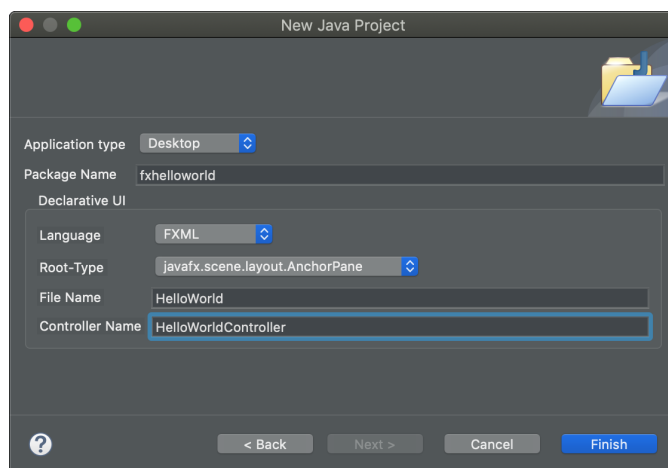 New Java Project
Application type Desktop
Package Name fxhelloworld
Declarative UI
Language FXML
Root-Type javafx.scene.layout.AnchorPane
File Name HelloWorld
Controller Name HelloWorldController
? < Back Next > Cancel Finish